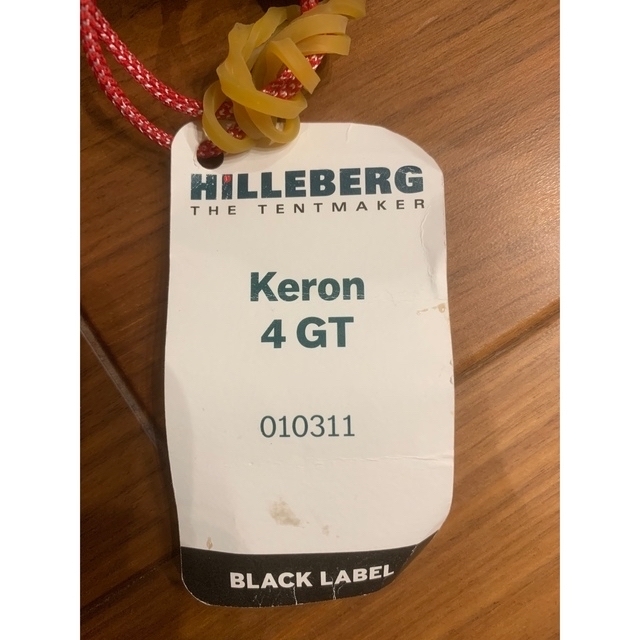 HILLEBERG
THE TENTMAKER
Keron
4 GT
010311
BLACK LABEL